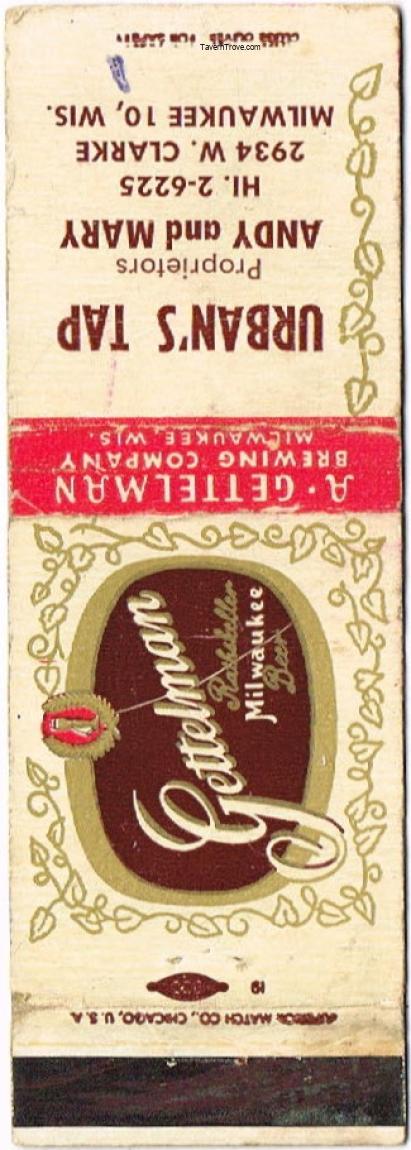 TavernTrove.com
CLOSE COVER FOR SAFETY
URBAN'S TAP
Proprietors
ANDY and MARY
HI. 2-6225
2934 W. CLARKE
MILWAUKEE 10, WIS.
A. GETTELMAN
BREWING COMPANY
MILWAUKEE, WIS.
Gettelman
Rathskeller
Milwaukee
Beer
19
SUPERIOR MATCH CO., CHICAGO, U. S. A.